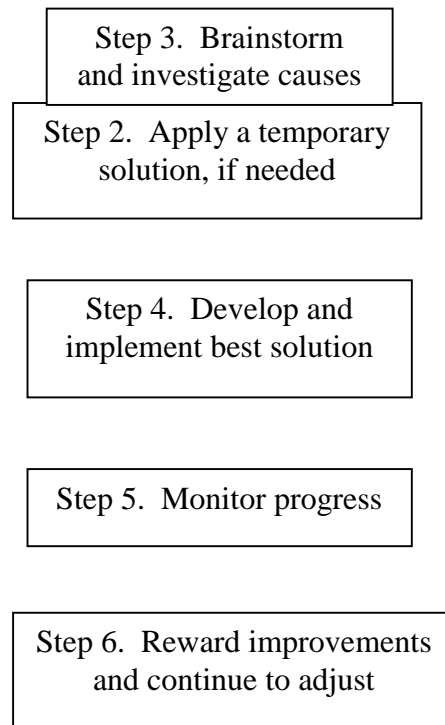 Step 3. Brainstorm
and investigate causes
Step 2. Apply a temporary
solution, if needed
Step 4. Develop and
implement best solution
Step 5. Monitor progress
Step 6. Reward improvements
and continue to adjust